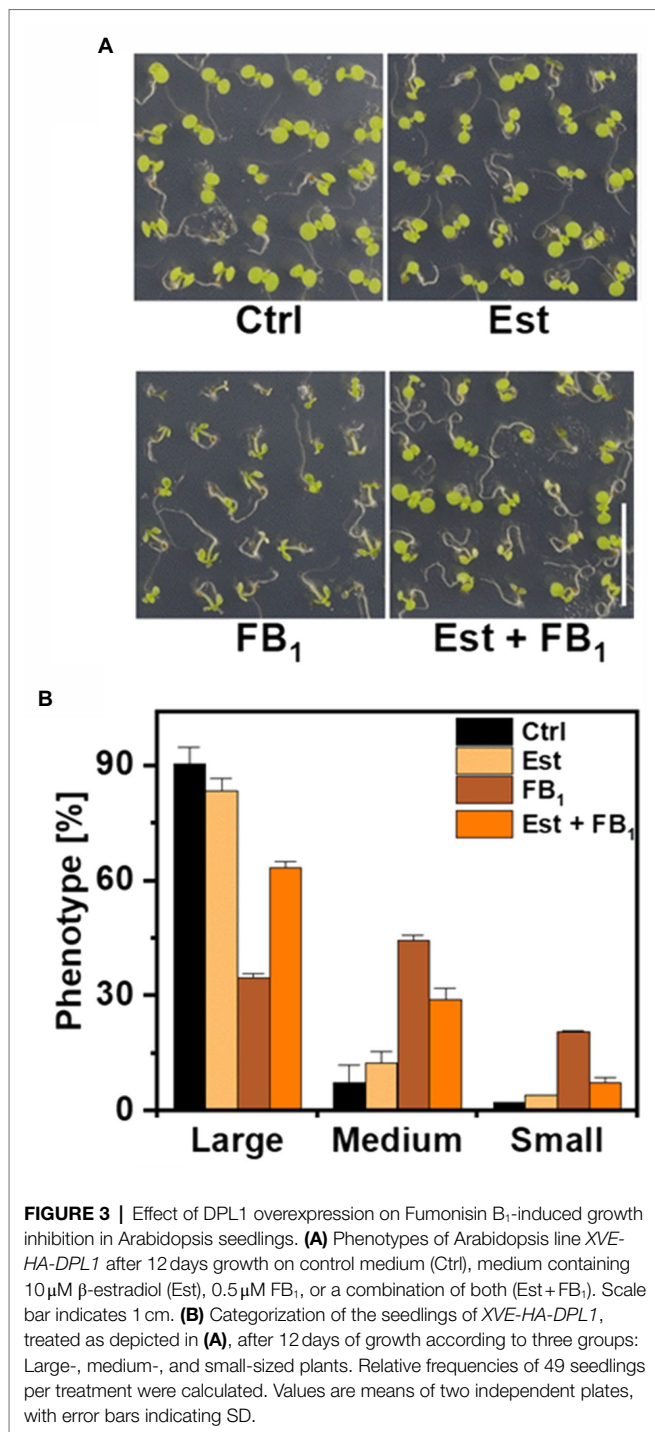 A
Ctrl
Est
FB₁
Est + FB₁
B
Phenotype [%]
90
60
30
0
Ctrl
Est
FB₁
Est + FB₁
Large
Medium
Small
FIGURE 3 | Effect of DPL1 overexpression on Fumonisin B₁-induced growth
inhibition in Arabidopsis seedlings. (A) Phenotypes of Arabidopsis line XVE-
HA-DPL1 after 12 days growth on control medium (Ctrl), medium containing
10 μM β-estradiol (Est), 0.5 μM FB₁, or a combination of both (Est + FB₁). Scale
bar indicates 1 cm. (B) Categorization of the seedlings of XVE-HA-DPL1,
treated as depicted in (A), after 12 days of growth according to three groups:
Large-, medium-, and small-sized plants. Relative frequencies of 49 seedlings
per treatment were calculated. Values are means of two independent plates,
with error bars indicating SD.